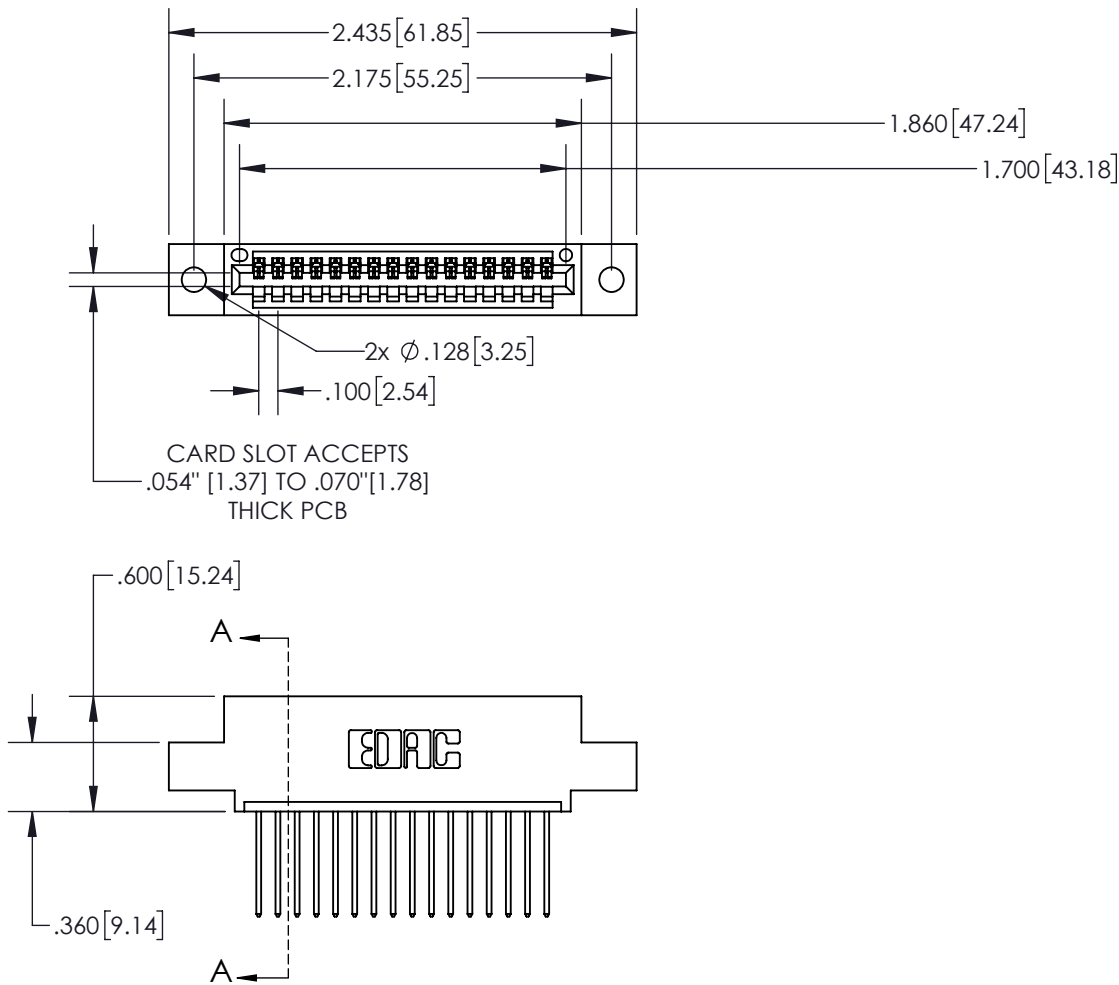 2.435[61.85]
2.175[55.25]
1.860[47.24]
1.700[43.18]
2x Ø.128[3.25]
.100[2.54]
CARD SLOT ACCEPTS
.054" [1.37] TO .070"[1.78]
THICK PCB
.600[15.24]
A
EDAC
.360[9.14]
A